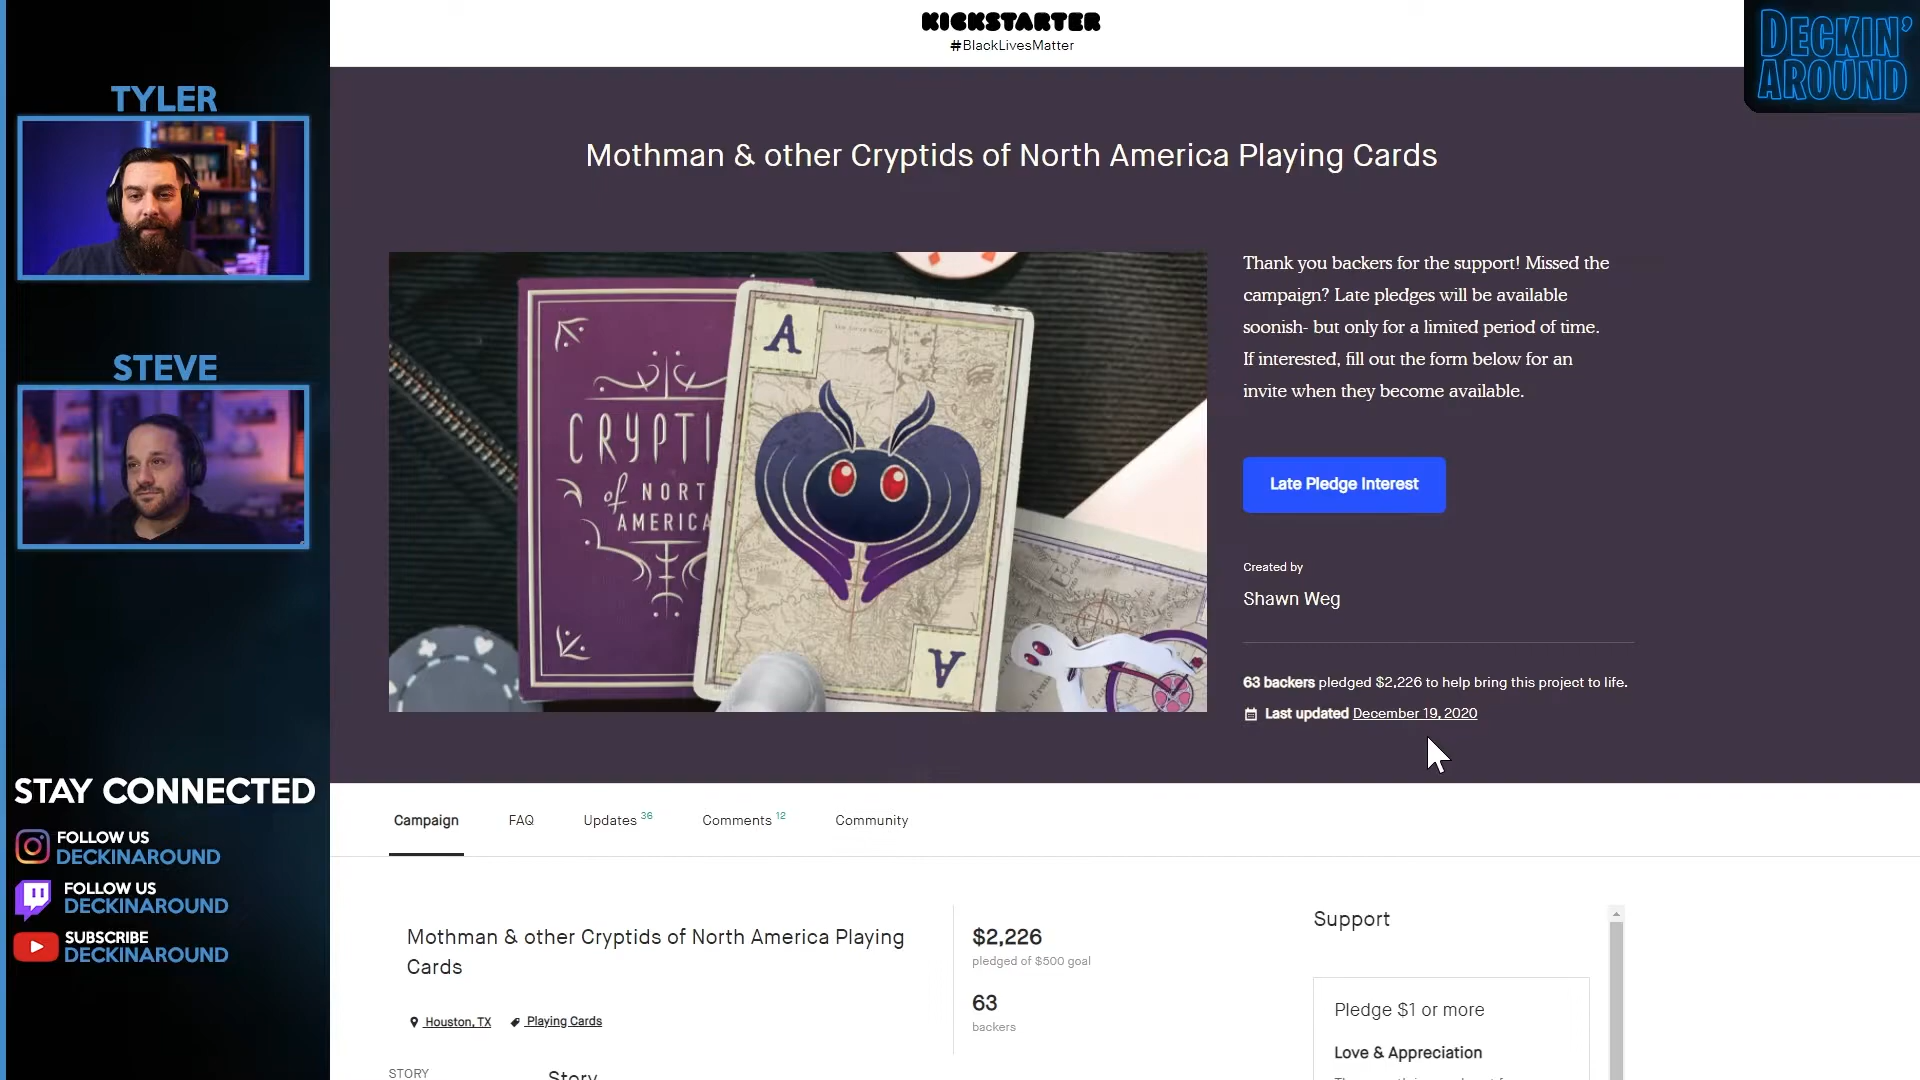 KICKSTARTER
#BlackLivesMatter
DECKIN'
AROUND
TYLER
STEVE
STAY CONNECTED
FOLLOW US
DECKINAROUND
FOLLOW US
DECKINAROUND
SUBSCRIBE
DECKINAROUND
Mothman & other Cryptids of North America Playing Cards
CRYPTI
of NORT
AMERICA
A
A
Thank you backers for the support! Missed the
campaign? Late pledges will be available
soonish- but only for a limited period of time.
If interested, fill out the form below for an
invite when they become available.
Late Pledge Interest
Created by
Shawn Weg
63 backers pledged $2,226 to help bring this project to life.
Last updated December 19, 2020
Campaign FAQ Updates 36 Comments 12 Community
Mothman & other Cryptids of North America Playing
Cards
Houston, TX Playing Cards
$2,226
pledged of $500 goal
63
backers
Support
Pledge $1 or more
Love & Appreciation
STORY
Story